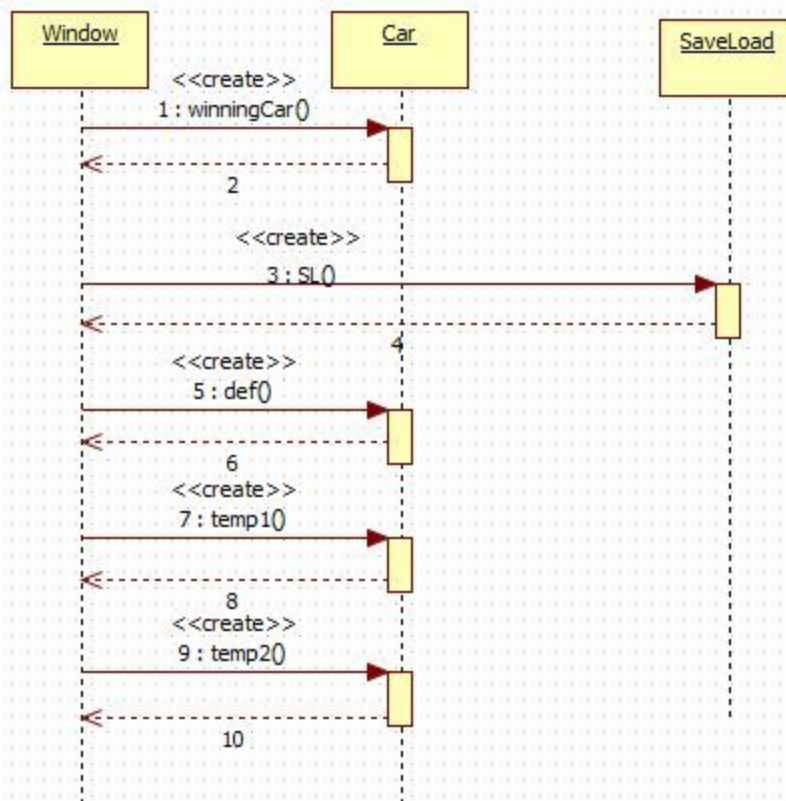 Window
Car
SaveLoad
<<create>>
1 : winningCar()
2
<<create>>
3 : SL()
4
<<create>>
5 : def()
6
<<create>>
7 : temp1()
8
<<create>>
9 : temp2()
10